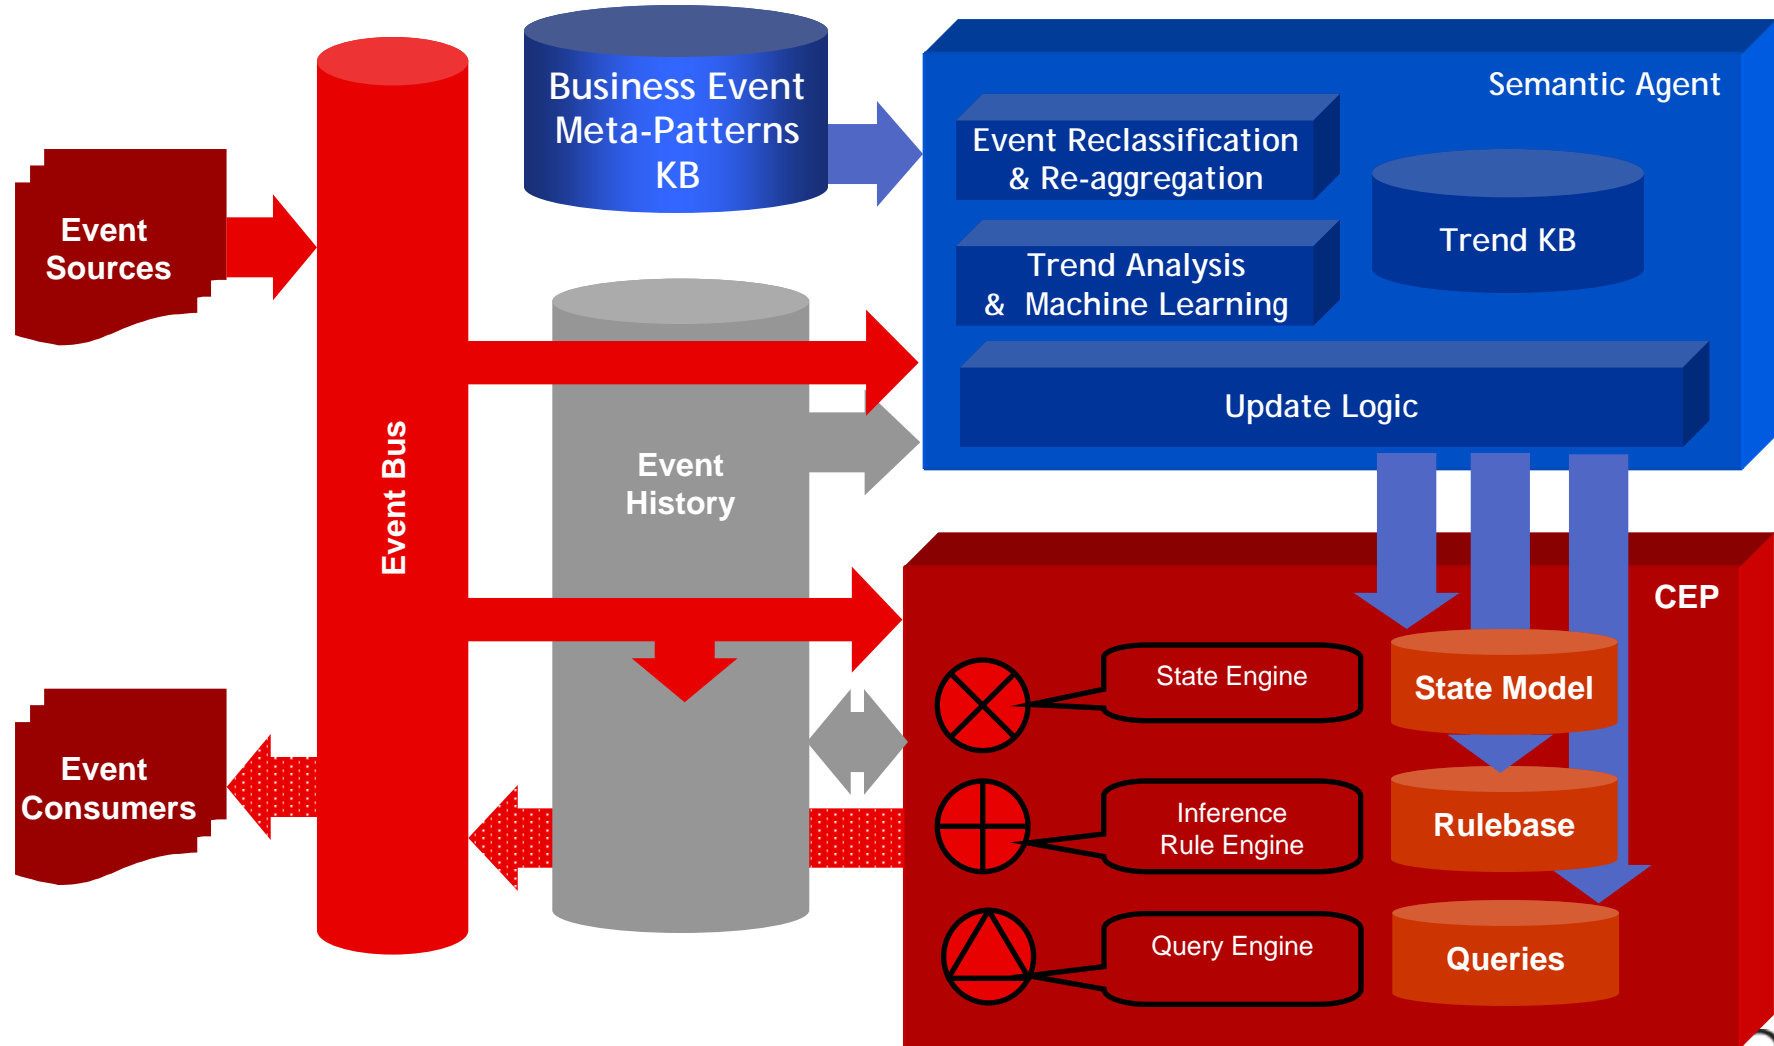 Business Event
Meta-Patterns
KB
Semantic Agent
Event Reclassification
& Re-aggregation
Trend KB
Trend Analysis
& Machine Learning
Update Logic
Event
Sources
Event Bus
Event
History
CEP
State Engine
State Model
Event
Consumers
Inference
Rule Engine
Rulebase
Query Engine
Queries